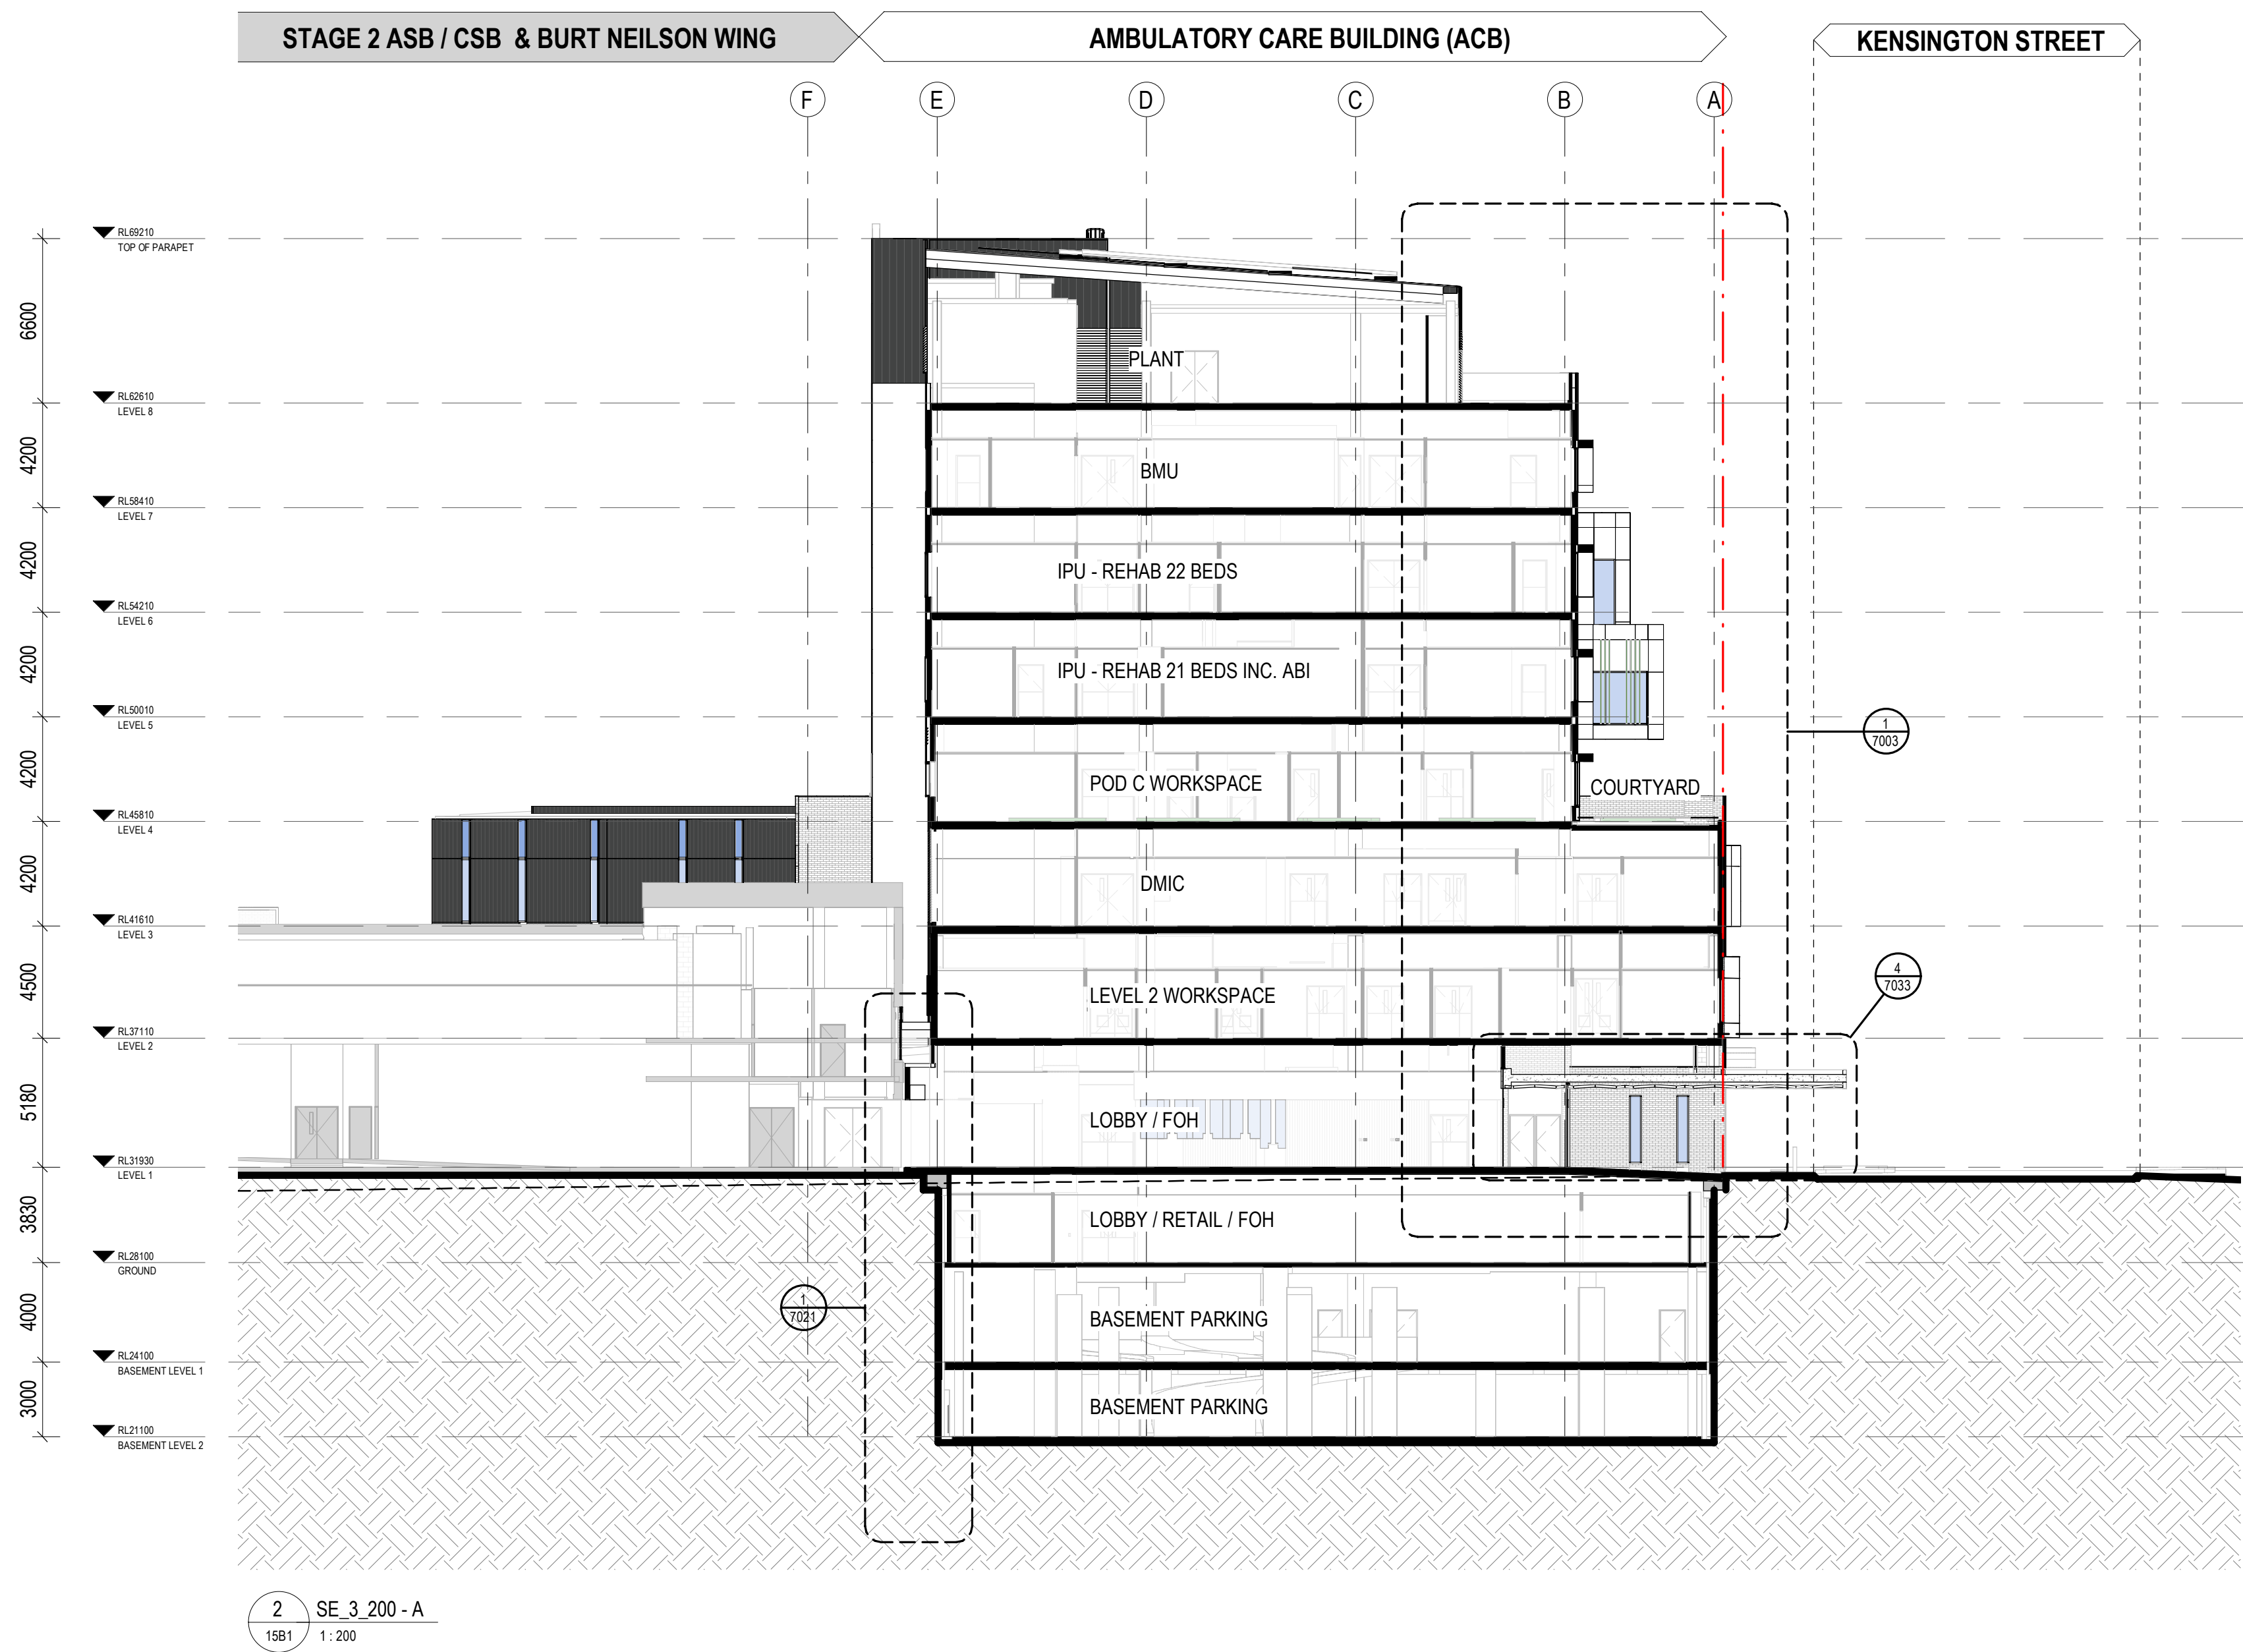 STAGE 2 ASB / CSB & BURT NEILSON WING
AMBULATORY CARE BUILDING (ACB)
KENSINGTON STREET
F
E
D
C
B
A
RL69210
TOP OF PARAPET
6600
PLANT
RL62610
LEVEL 8
4200
BMU
RL58410
LEVEL 7
4200
IPU - REHAB 22 BEDS
RL54210
LEVEL 6
4200
IPU - REHAB 21 BEDS INC. ABI
RL50010
LEVEL 5
1
7003
4200
POD C WORKSPACE
COURTYARD
RL45810
LEVEL 4
4200
DMIC
RL41610
LEVEL 3
4500
LEVEL 2 WORKSPACE
4
7033
RL37110
LEVEL 2
5180
LOBBY / FOH
RL31930
LEVEL 1
3830
LOBBY / RETAIL / FOH
RL28100
GROUND
4000
1
7021
BASEMENT PARKING
RL24100
BASEMENT LEVEL 1
3000
BASEMENT PARKING
RL21100
BASEMENT LEVEL 2
2
15B1
SE_3_200 - A
1 : 200